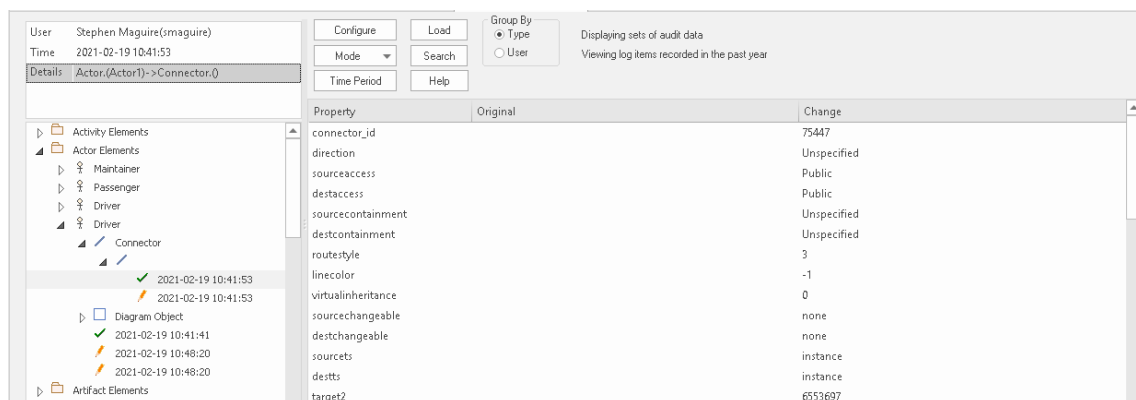 User Stephen Maguire(smaguire)
Time 2021-02-19 10:41:53
Details Actor.(Actor1)->Connector.()
Configure Load
Mode Search
Time Period Help
Group By
Type
User
Displaying sets of audit data
Viewing log items recorded in the past year
Activity Elements
Actor Elements
Maintainer
Passenger
Driver
Driver
Connector
2021-02-19 10:41:53
2021-02-19 10:41:53
Diagram Object
2021-02-19 10:41:41
2021-02-19 10:48:20
2021-02-19 10:48:20
Artifact Elements
Property Original Change
connector_id 75447
direction Unspecified
sourceaccess Public
destaccess Public
sourcecontainment Unspecified
destcontainment Unspecified
routestyle 3
linecolor -1
virtualinheritance 0
sourcechangeable none
destchangeable none
sourcets instance
destts instance
target2 6553697